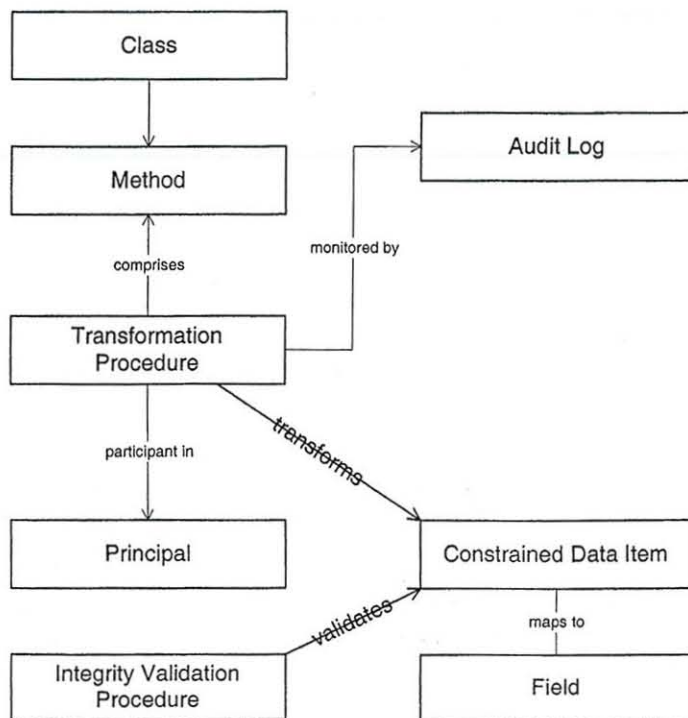 Class
Audit Log
Method
monitored by
comprises
Transformation
Procedure
participant in
transforms
Principal
Constrained Data Item
validates
maps to
Integrity Validation
Procedure
Field